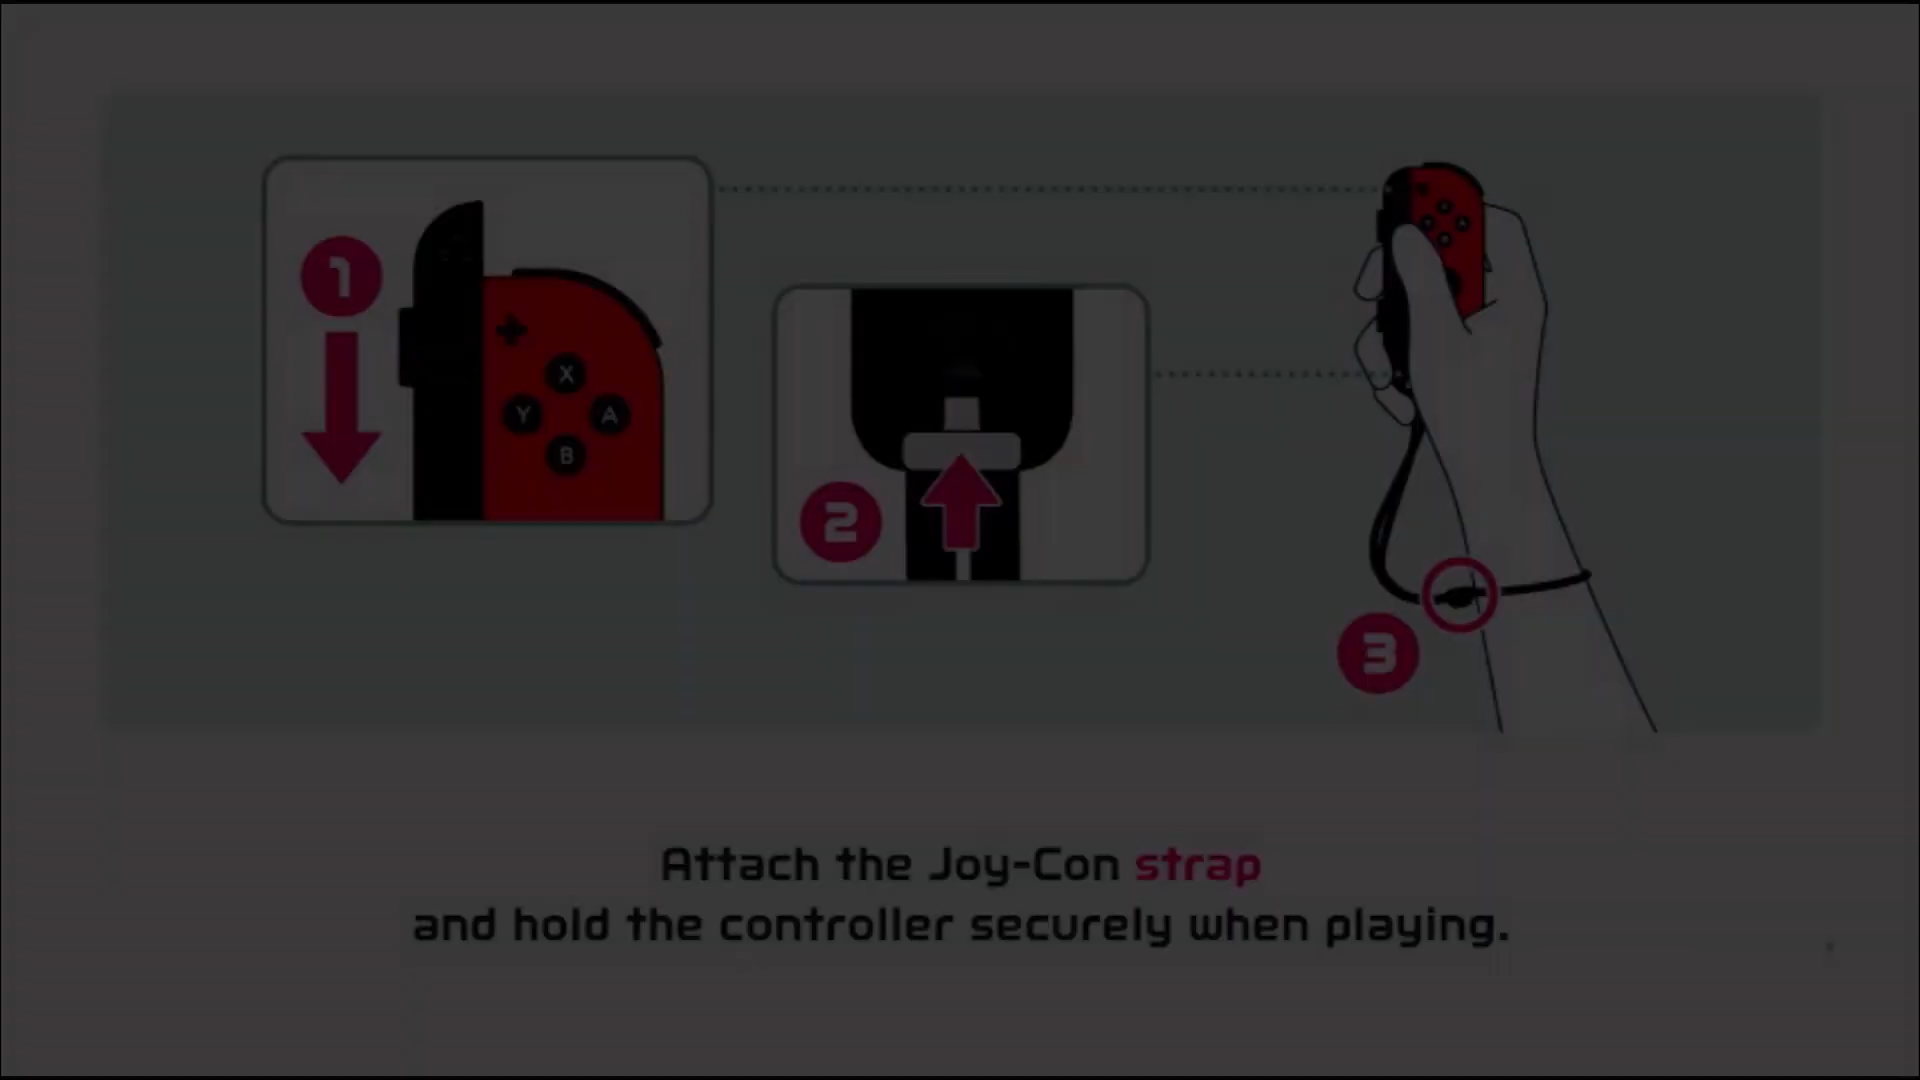 1
X
Y A
B
2
3
Attach the Joy-Con strap
and hold the controller securely when playing.